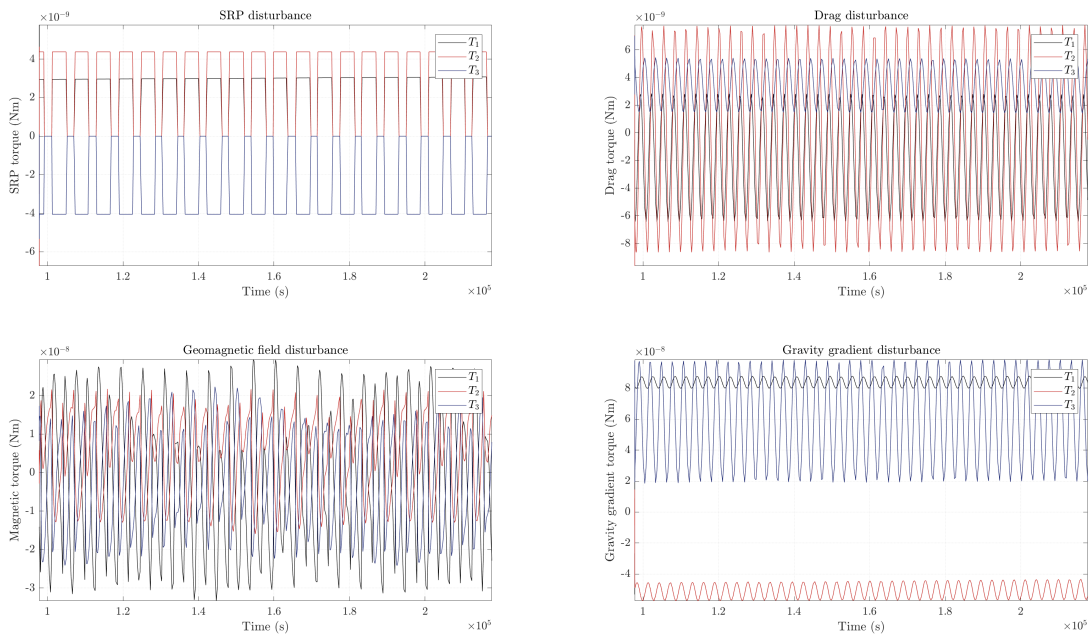 SRP disturbance
×10⁻⁹
T₁
T₂
T₃
4
2
0
-2
-4
-6
SRP torque (Nm)
1
1.2
1.4
1.6
1.8
2
×10⁵
Time (s)
Drag disturbance
×10⁻⁹
T₁
T₂
T₃
6
4
2
0
-2
-4
-6
-8
Drag torque (Nm)
1
1.2
1.4
1.6
1.8
2
×10⁵
Time (s)
Geomagnetic field disturbance
×10⁻⁸
T₁
T₂
T₃
2
1
0
-1
-2
-3
Magnetic torque (Nm)
1
1.2
1.4
1.6
1.8
2
×10⁵
Time (s)
Gravity gradient disturbance
×10⁻⁸
T₁
T₂
T₃
8
6
4
2
0
-2
-4
Gravity gradient torque (Nm)
1
1.2
1.4
1.6
1.8
2
×10⁵
Time (s)